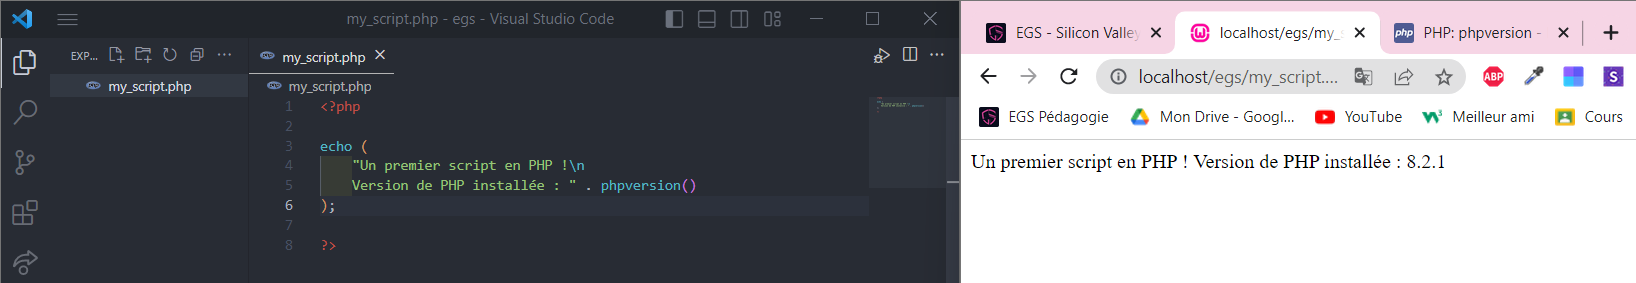 my_script.php - egs - Visual Studio Code
EXP...
my_script.php
my_script.php
my_script.php
1 <?php
2
3 echo (
4 "Un premier script en PHP !\n
5 Version de PHP installée : " . phpversion()
6 );
7
8 ?>
EGS - Silicon Valley
localhost/egs/my_
PHP: phpversion -
localhost/egs/my_script....
ABP
S
EGS Pédagogie
Mon Drive - Googl...
YouTube
Meilleur ami
Cours
Un premier script en PHP ! Version de PHP installée : 8.2.1